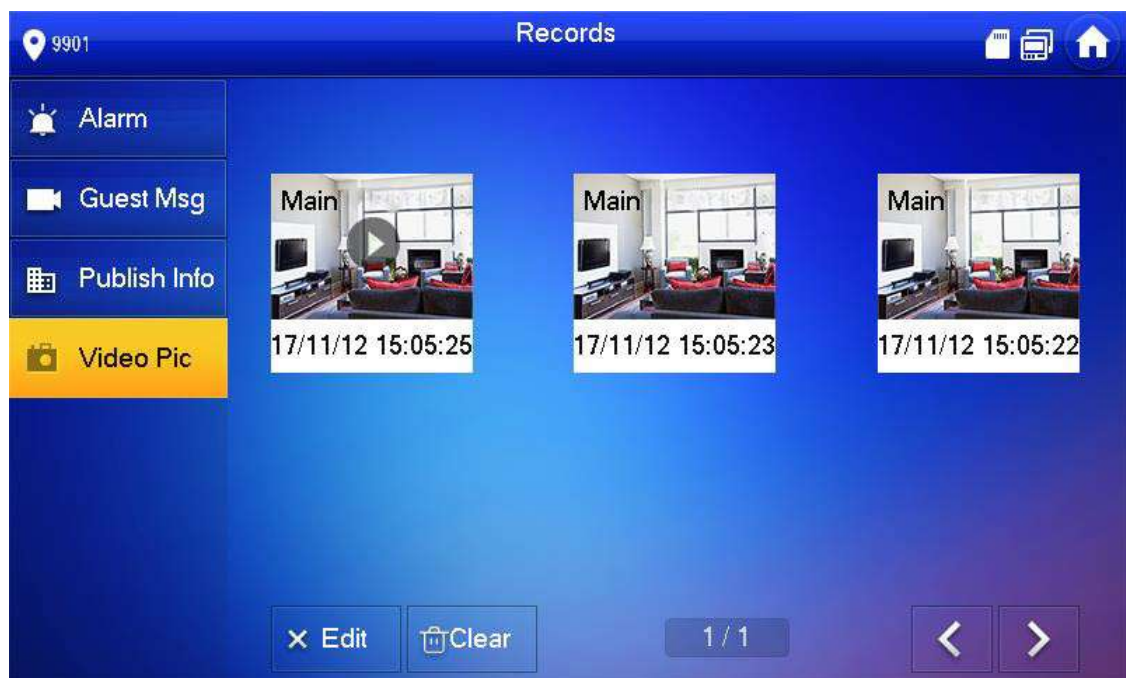 9901
Records
Alarm
Guest Msg
Publish Info
Video Pic
Main
17/11/12 15:05:25
Main
17/11/12 15:05:23
Main
17/11/12 15:05:22
Edit
Clear
1/1